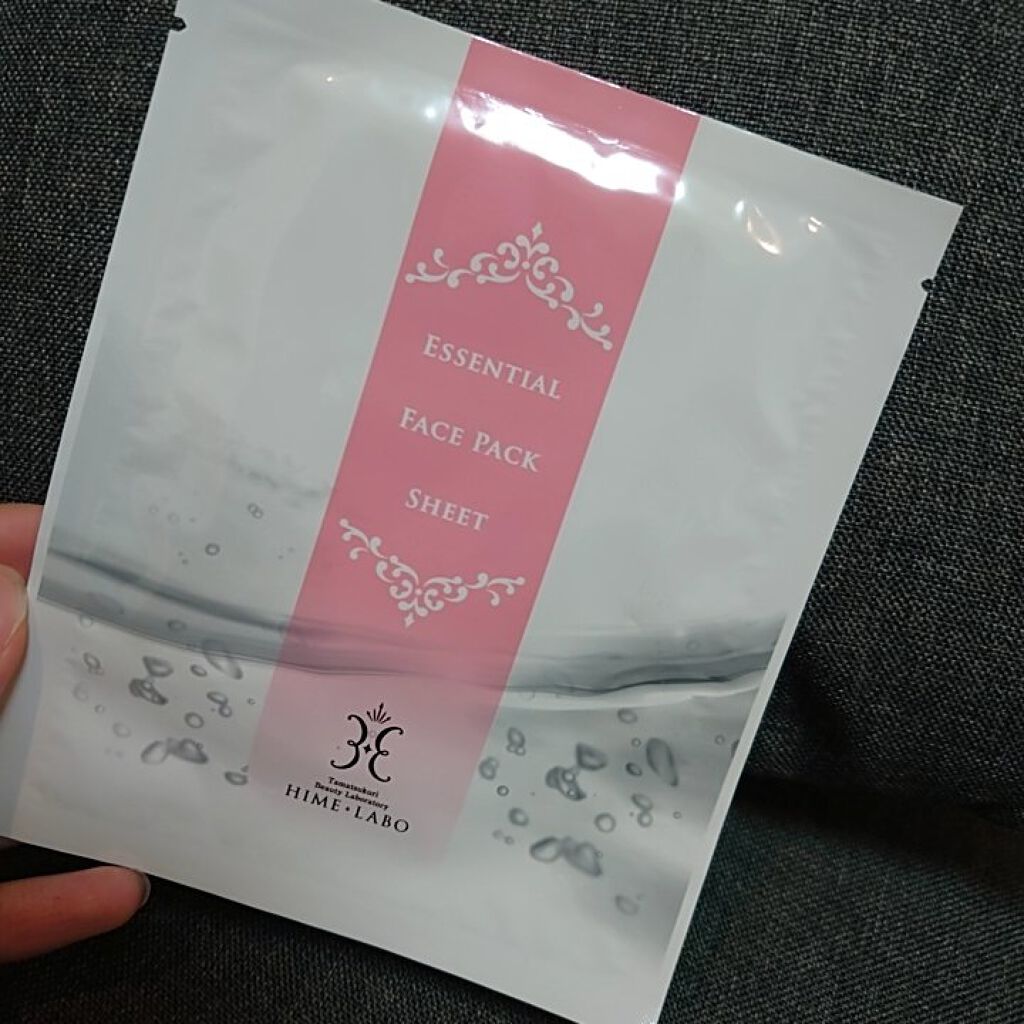 ESSENTIAL
FACE PACK
SHEET
Tamatsukuri
Beauty Laboratory
HIME・LABO